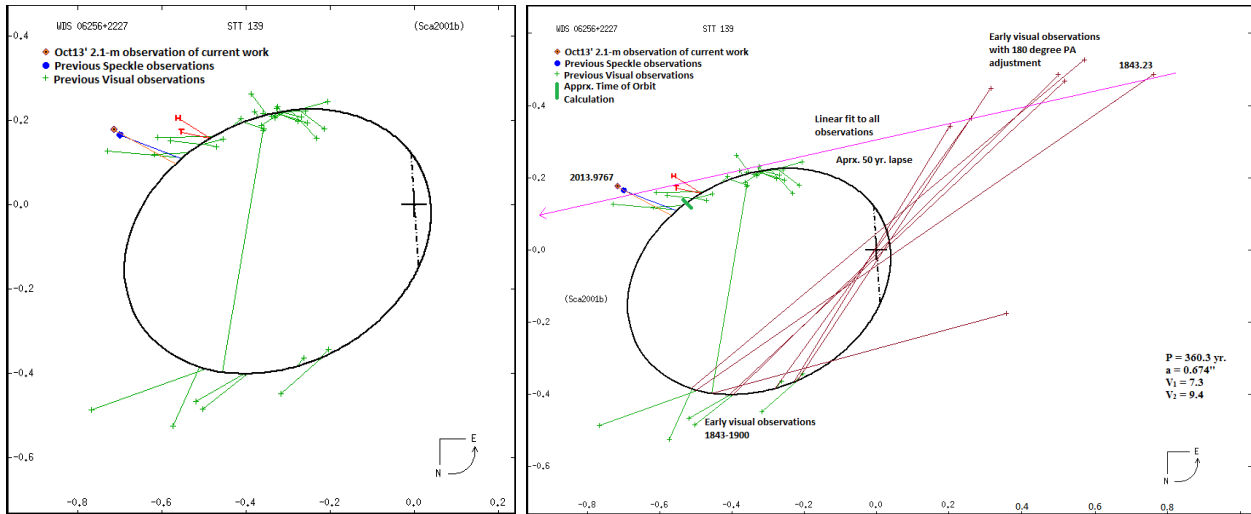 WDS 06256+2227 STT 139 (Sca2001b)
Oct13' 2.1-m observation of current work
Previous Speckle observations
Previous Visual observations
H
T
0.4
0.2
0.0
-0.2
-0.4
-0.6
-0.8 -0.6 -0.4 -0.2 0.0 0.2
E
N
WDS 06256+2227 STT 139
Oct13' 2.1-m observation of current work
Previous Speckle observations
Previous Visual observations
Apprx. Time of Orbit
Calculation
Early visual observations
with 180 degree PA
adjustment
1843.23
Linear fit to all
observations
Aprx. 50 yr. lapse
2013.9767
H
T
(Sca2001b)
Early visual observations
1843-1900
P = 360.3 yr.
a = 0.674"
V1 = 7.3
V2 = 9.4
0.4
0.2
0.0
-0.2
-0.4
-0.6
-0.8 -0.6 -0.4 -0.2 0.0 0.2 0.4 0.6 0.8
E
N